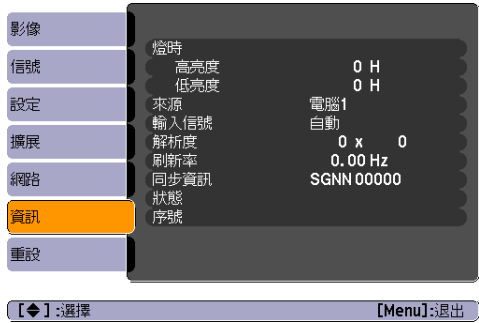 影像
信號
設定
擴展
網路
資訊
重設
燈時
高亮度 0 H
低亮度 0 H
來源 電腦1
輸入信號 自動
解析度 0 x 0
刷新率 0.00 Hz
同步資訊 SGNN 00000
狀態
序號
[◆]:選擇 [Menu]:退出